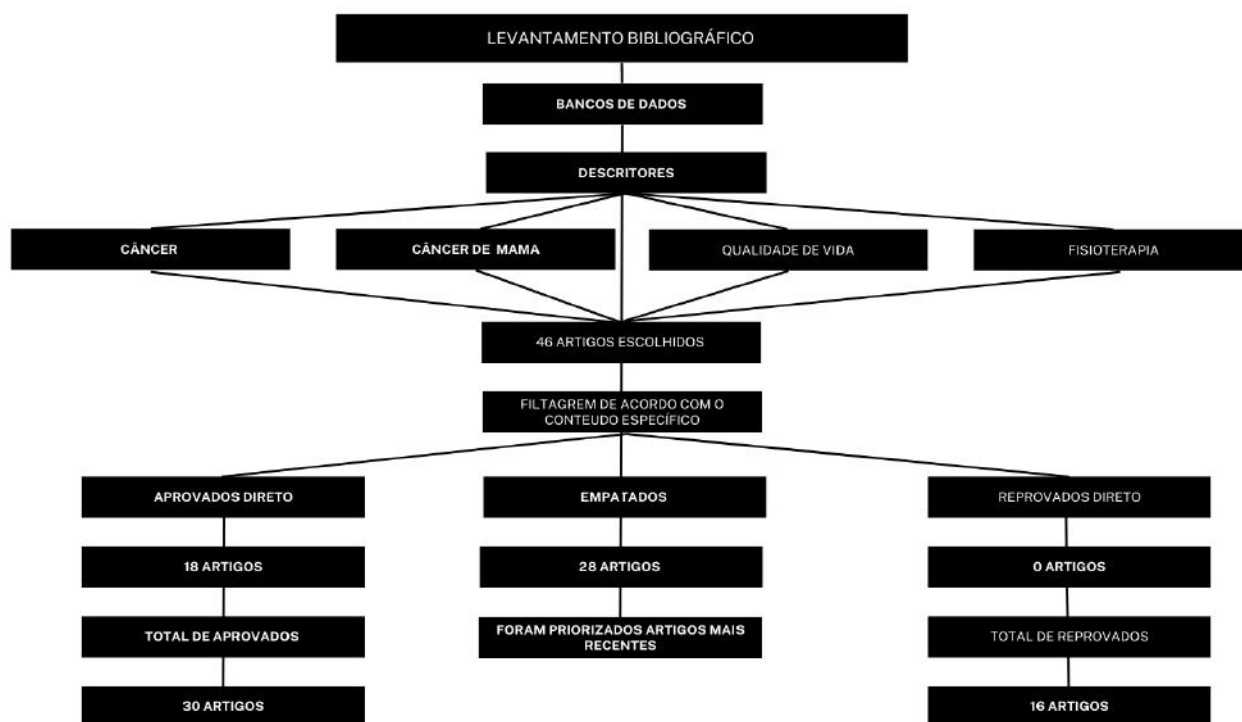 LEVANTAMENTO BIBLIOGRÁFICO
BANCOS DE DADOS
DESCRITORES
CÂNCER
CÂNCER DE MAMA
QUALIDADE DE VIDA
FISIOTERAPIA
46 ARTIGOS ESCOLHIDOS
FILTAGREM DE ACORDO COM O
CONTEUDO ESPECÍFICO
APROVADOS DIRETO
EMPATADOS
REPROVADOS DIRETO
18 ARTIGOS
28 ARTIGOS
0 ARTIGOS
TOTAL DE APROVADOS
FORAM PRIORIZADOS ARTIGOS MAIS
RECENTES
TOTAL DE REPROVADOS
30 ARTIGOS
16 ARTIGOS